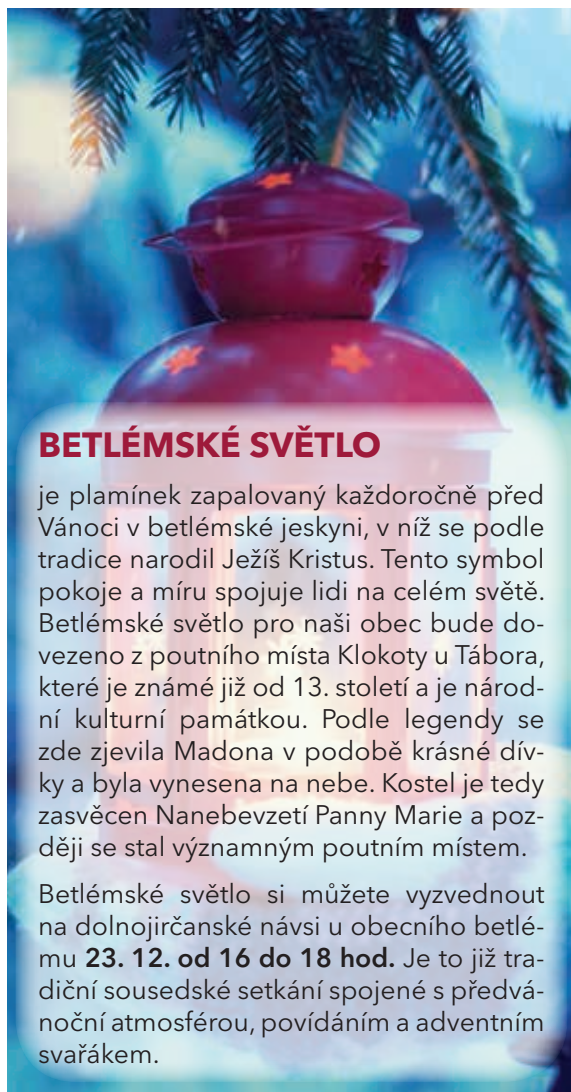 BETLÉMSKÉ SVĚTLO
je plamínek zapalovaný každoročně před
Vánoci v betlémské jeskyni, v níž se podle
tradice narodil Ježíš Kristus. Tento symbol
pokoje a míru spojuje lidi na celém světě.
Betlémské světlo pro naši obec bude do-
vezeno z poutního místa Klokoty u Tábora,
které je známé již od 13. století a je národ-
ní kulturní památkou. Podle legendy se
zde zjevila Madona v podobě krásné dív-
ky a byla vynesena na nebe. Kostel je tedy
zasvěcen Nanebevzetí Panny Marie a poz-
ději se stal významným poutním místem.
Betlémské světlo si můžete vyzvednout
na dolnojirčanské návsi u obecního betlé-
mu 23. 12. od 16 do 18 hod. Je to již tra-
diční sousedské setkání spojené s předvá-
noční atmosférou, povídáním a adventním
svařákem.